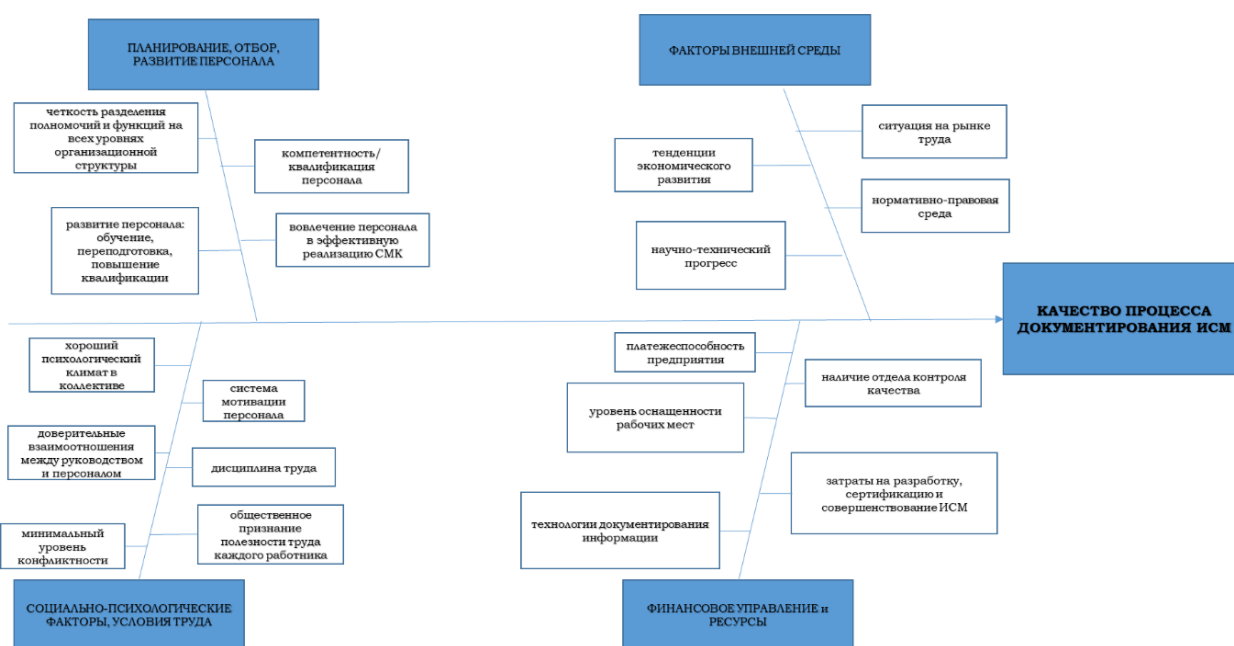 ПЛАНИРОВАНИЕ, ОТБОР,
РАЗВИТИЕ ПЕРСОНАЛА
ФАКТОРЫ ВНЕШНЕЙ СРЕДЫ
четкость разделения
полномочий и функций на
всех уровнях
организационной
структуры
компетентность/
квалификация
персонала
развитие персонала:
обучение,
переподготовка,
повышение
квалификации
вовлечение персонала
в эффективную
реализацию СМК
ситуация на рынке
труда
тенденции
экономического
развития
нормативно-правовая
среда
научно-технический
прогресс
КАЧЕСТВО ПРОЦЕССА
ДОКУМЕНТИРОВАНИЯ ИСМ
хороший
психологический
климат в
коллективе
система
мотивации
персонала
доверительные
взаимоотношения
между руководством
и персоналом
дисциплина труда
минимальный
уровень
конфликтности
общественное
признание
полезности труда
каждого работника
платежеспособность
предприятия
наличие отдела контроля
качества
уровень оснащенности
рабочих мест
затраты на разработку,
сертификацию и
совершенствование ИСМ
технологии документирования
информации
СОЦИАЛЬНО-ПСИХОЛОГИЧЕСКИЕ
ФАКТОРЫ, УСЛОВИЯ ТРУДА
ФИНАНСОВОЕ УПРАВЛЕНИЕ и
РЕСУРСЫ